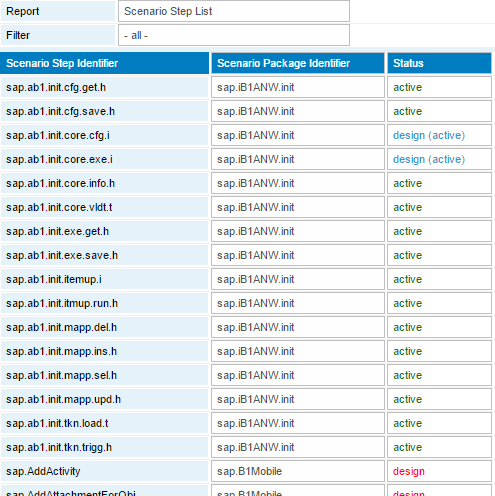 Report Scenario Step List
Filter - all -
Scenario Step Identifier Scenario Package Identifier Status
sap.ab1.init.cfg.get.h sap.iB1ANW.init active
sap.ab1.init.cfg.save.h sap.iB1ANW.init active
sap.ab1.init.core.cfg.i sap.iB1ANW.init design (active)
sap.ab1.init.core.exe.i sap.iB1ANW.init design (active)
sap.ab1.init.core.info.h sap.iB1ANW.init active
sap.ab1.init.core.vldt.t sap.iB1ANW.init active
sap.ab1.init.exe.get.h sap.iB1ANW.init active
sap.ab1.init.exe.save.h sap.iB1ANW.init active
sap.ab1.init.itemup.i sap.iB1ANW.init active
sap.ab1.init.itmup.run.h sap.iB1ANW.init active
sap.ab1.init.mapp.del.h sap.iB1ANW.init active
sap.ab1.init.mapp.ins.h sap.iB1ANW.init active
sap.ab1.init.mapp.sel.h sap.iB1ANW.init active
sap.ab1.init.mapp.upd.h sap.iB1ANW.init active
sap.ab1.init.tkn.load.t sap.iB1ANW.init active
sap.ab1.init.tkn.trigg.h sap.iB1ANW.init active
sap.AddActivity sap.B1Mobile design
sap.AddAttachmentForObj sap.B1Mobile design